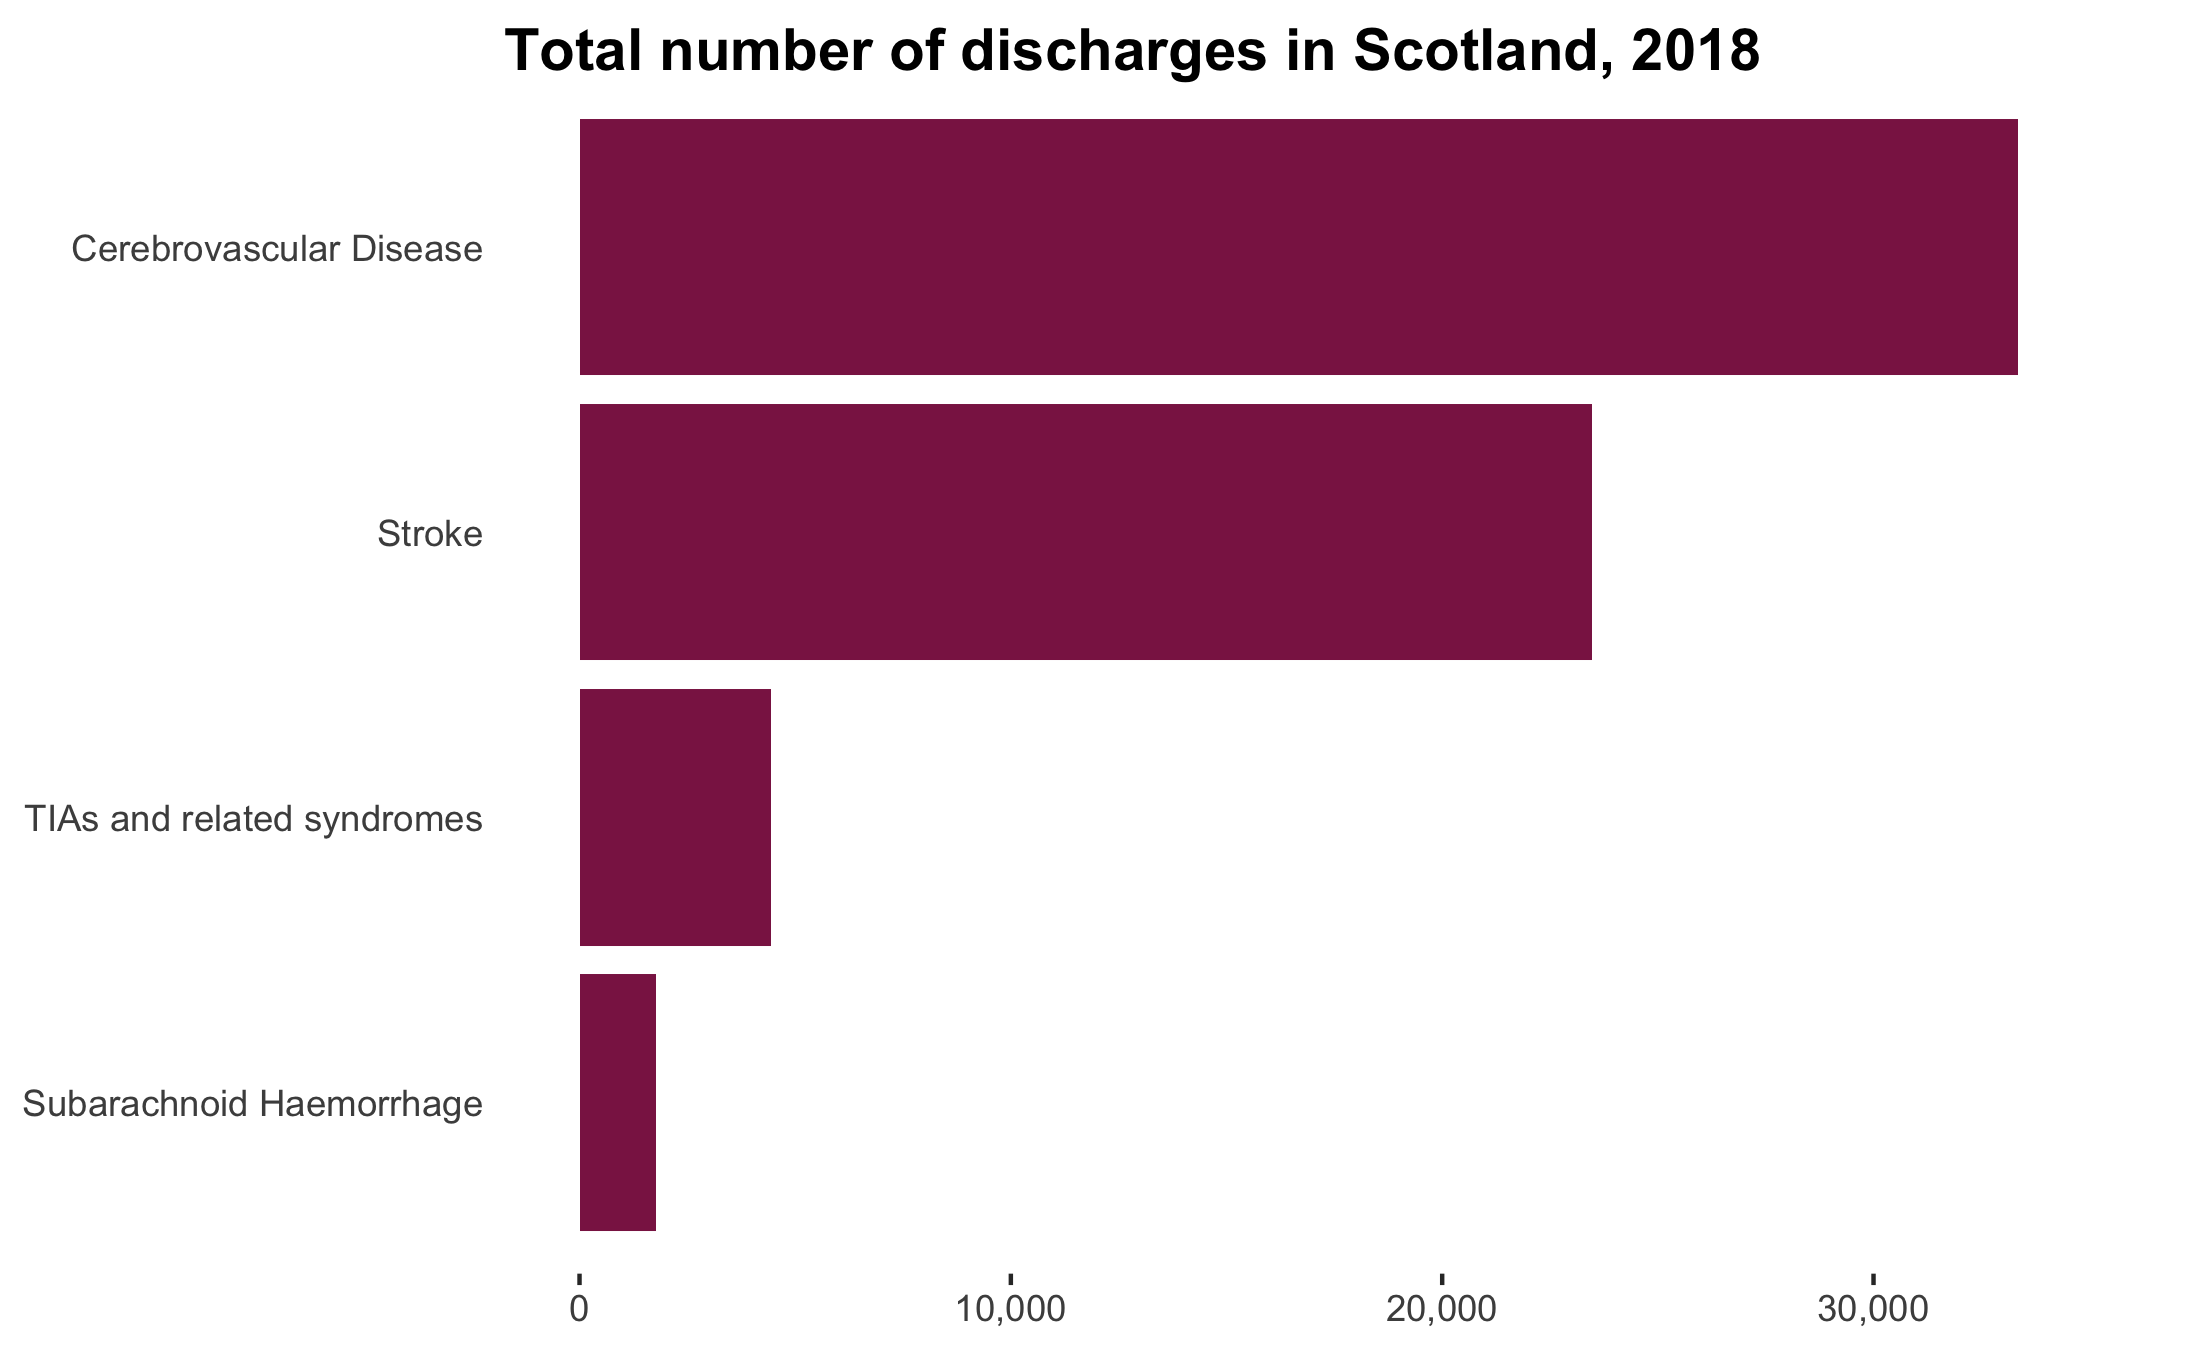 Total number of discharges in Scotland, 2018
Cerebrovascular Disease
Stroke
TIAs and related syndromes
Subarachnoid Haemorrhage
0 10,000 20,000 30,000